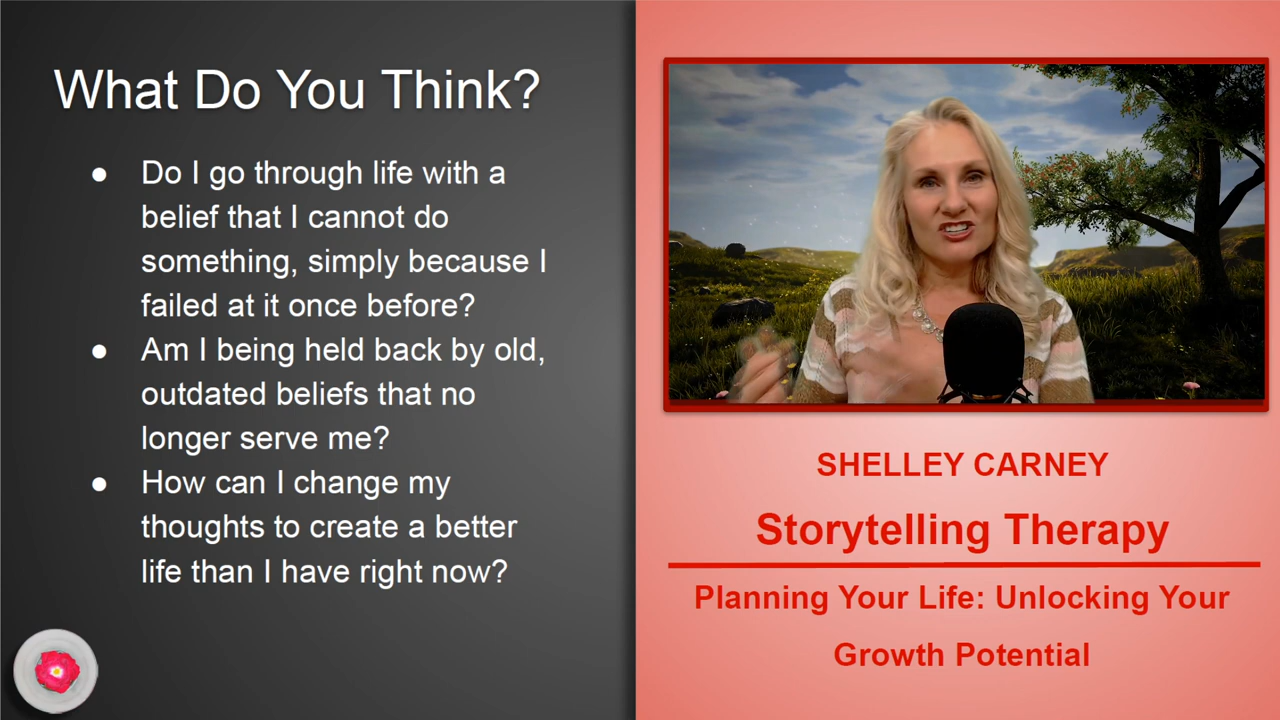 What Do You Think?
● Do I go through life with a
belief that I cannot do
something, simply because I
failed at it once before?
● Am I being held back by old,
outdated beliefs that no
longer serve me?
● How can I change my
thoughts to create a better
life than I have right now?
SHELLEY CARNEY
Storytelling Therapy
Planning Your Life: Unlocking Your
Growth Potential